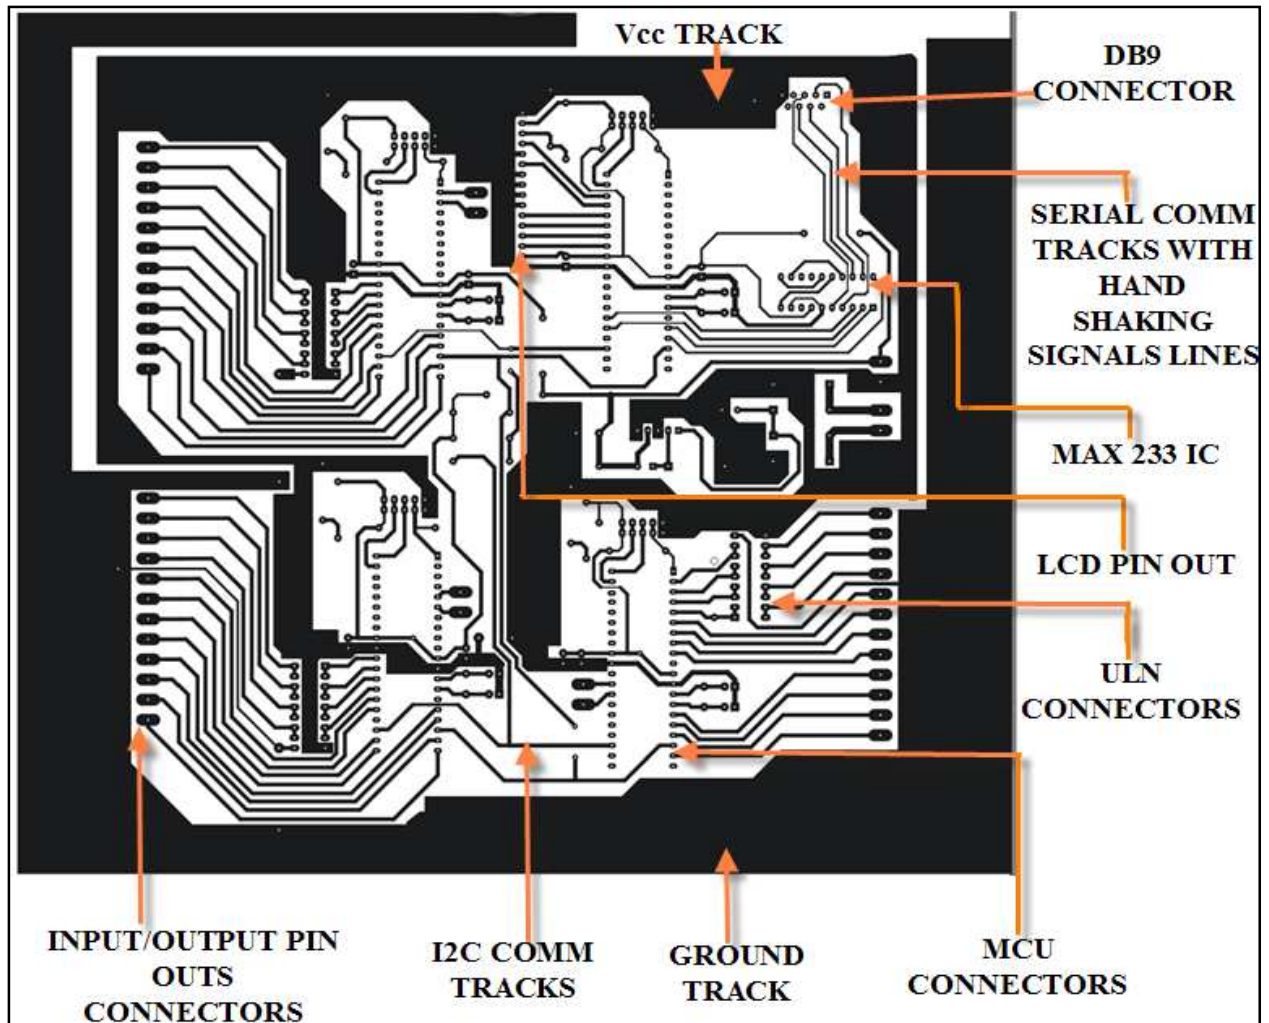 Vcc TRACK
DB9
CONNECTOR
SERIAL COMM
TRACKS WITH
HAND
SHAKING
SIGNALS LINES
MAX 233 IC
LCD PIN OUT
ULN
CONNECTORS
MCU
CONNECTORS
GROUND
TRACK
I2C COMM
TRACKS
INPUT/OUTPUT PIN
OUTS
CONNECTORS